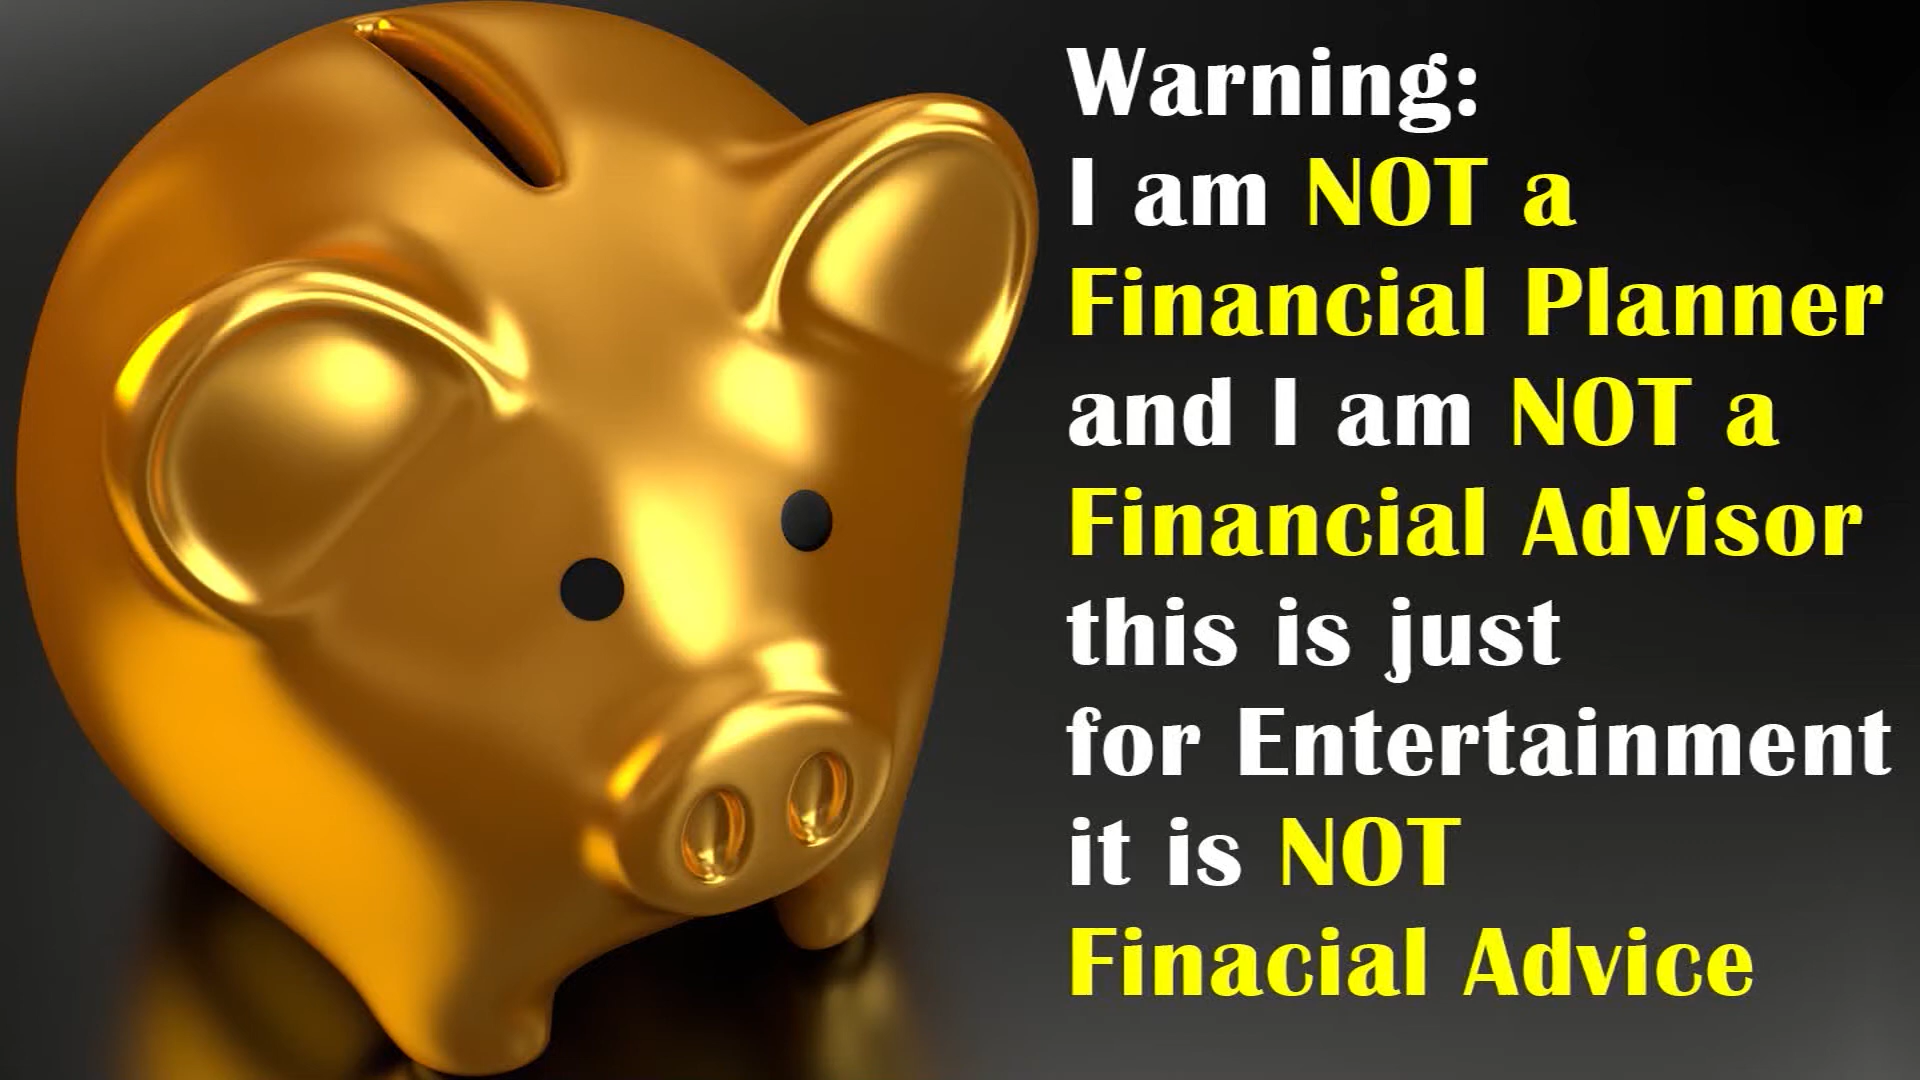 Warning:
I am NOT a
Financial Planner
and I am NOT a
Financial Advisor
this is just
for Entertainment
it is NOT
Finacial Advice